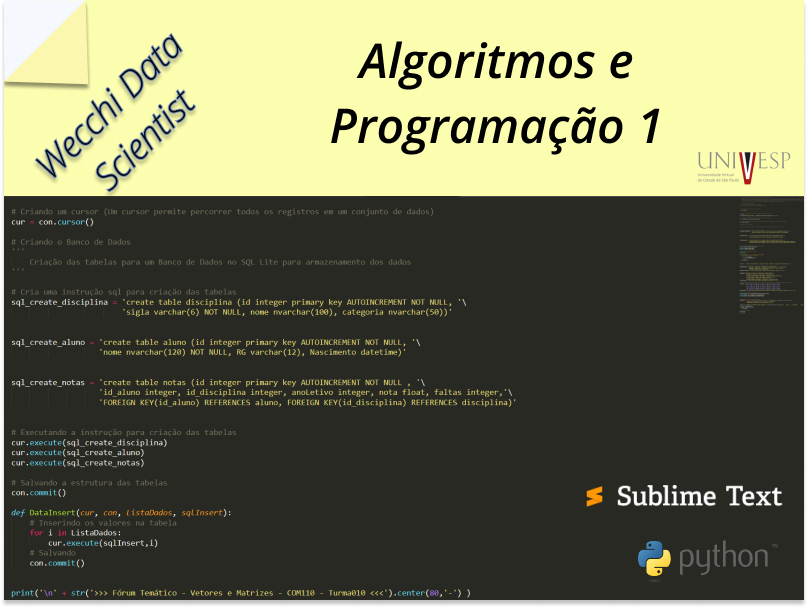 Wecchi Data
Scientist
Algoritmos e
Programação 1
UNIVESP
Universidade Virtual
do Estado de São Paulo
# Criando um cursor (Um cursor permite percorrer todos os registros em um conjunto de dados)
cur = con.cursor()
# Criando o Banco de Dados
'''
Criação das tabelas para um Banco de Dados no SQL Lite para armazenamento dos dados
'''
# Cria uma instrução sql para criação das tabelas
sql_create_disciplina = 'create table disciplina (id integer primary key AUTOINCREMENT NOT NULL, '\
'sigla varchar(6) NOT NULL, nome nvarchar(100), categoria nvarchar(50))'
sql_create_aluno = 'create table aluno (id integer primary key AUTOINCREMENT NOT NULL, '\
'nome nvarchar(120) NOT NULL, RG varchar(12), Nascimento datetime)'
sql_create_notas = 'create table notas (id integer primary key AUTOINCREMENT NOT NULL , '\
'id_aluno integer, id_disciplina integer, anoLetivo integer, nota float, faltas integer,'\
'FOREIGN KEY(id_aluno) REFERENCES aluno, FOREIGN KEY(id_disciplina) REFERENCES disciplina)'
# Executando a instrução para criação das tabelas
cur.execute(sql_create_disciplina)
cur.execute(sql_create_aluno)
cur.execute(sql_create_notas)
# Salvando a estrutura das tabelas
con.commit()
def DataInsert(cur, con, ListaDados, sqlInsert):
# Inserindo os valores na tabela
for i in ListaDados:
cur.execute(sqlInsert,i)
# Salvando
con.commit()
print('\n' + str('>>> Fórum Temático - Vetores e Matrizes - COM110 - Turma010 <<<').center(80,'-') )
Sublime Text
python™